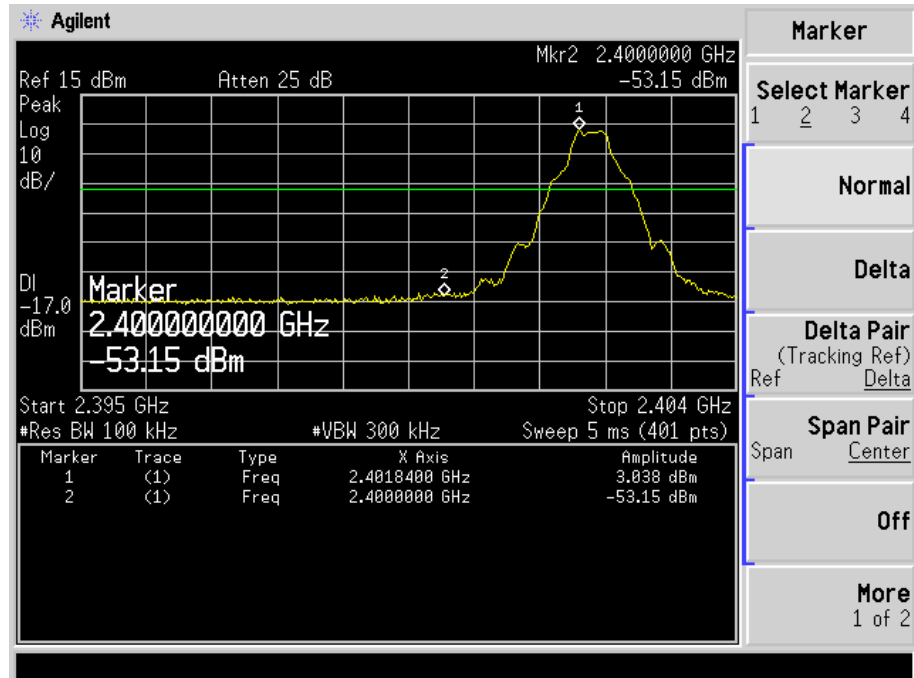 Agilent
Marker
Mkr2 2.4000000 GHz
Ref 15 dBm Atten 25 dB -53.15 dBm
Peak
Log
10
dB/
1
2
DI
-17.0
dBm
Marker
2.400000000 GHz
-53.15 dBm
Start 2.395 GHz Stop 2.404 GHz
#Res BW 100 kHz #VBW 300 kHz Sweep 5 ms (401 pts)
Marker Trace Type X Axis Amplitude
1 (1) Freq 2.4018400 GHz 3.038 dBm
2 (1) Freq 2.4000000 GHz -53.15 dBm
Select Marker
1 2 3 4
Normal
Delta
Delta Pair
(Tracking Ref)
Ref Delta
Span Pair
Span Center
Off
More
1 of 2